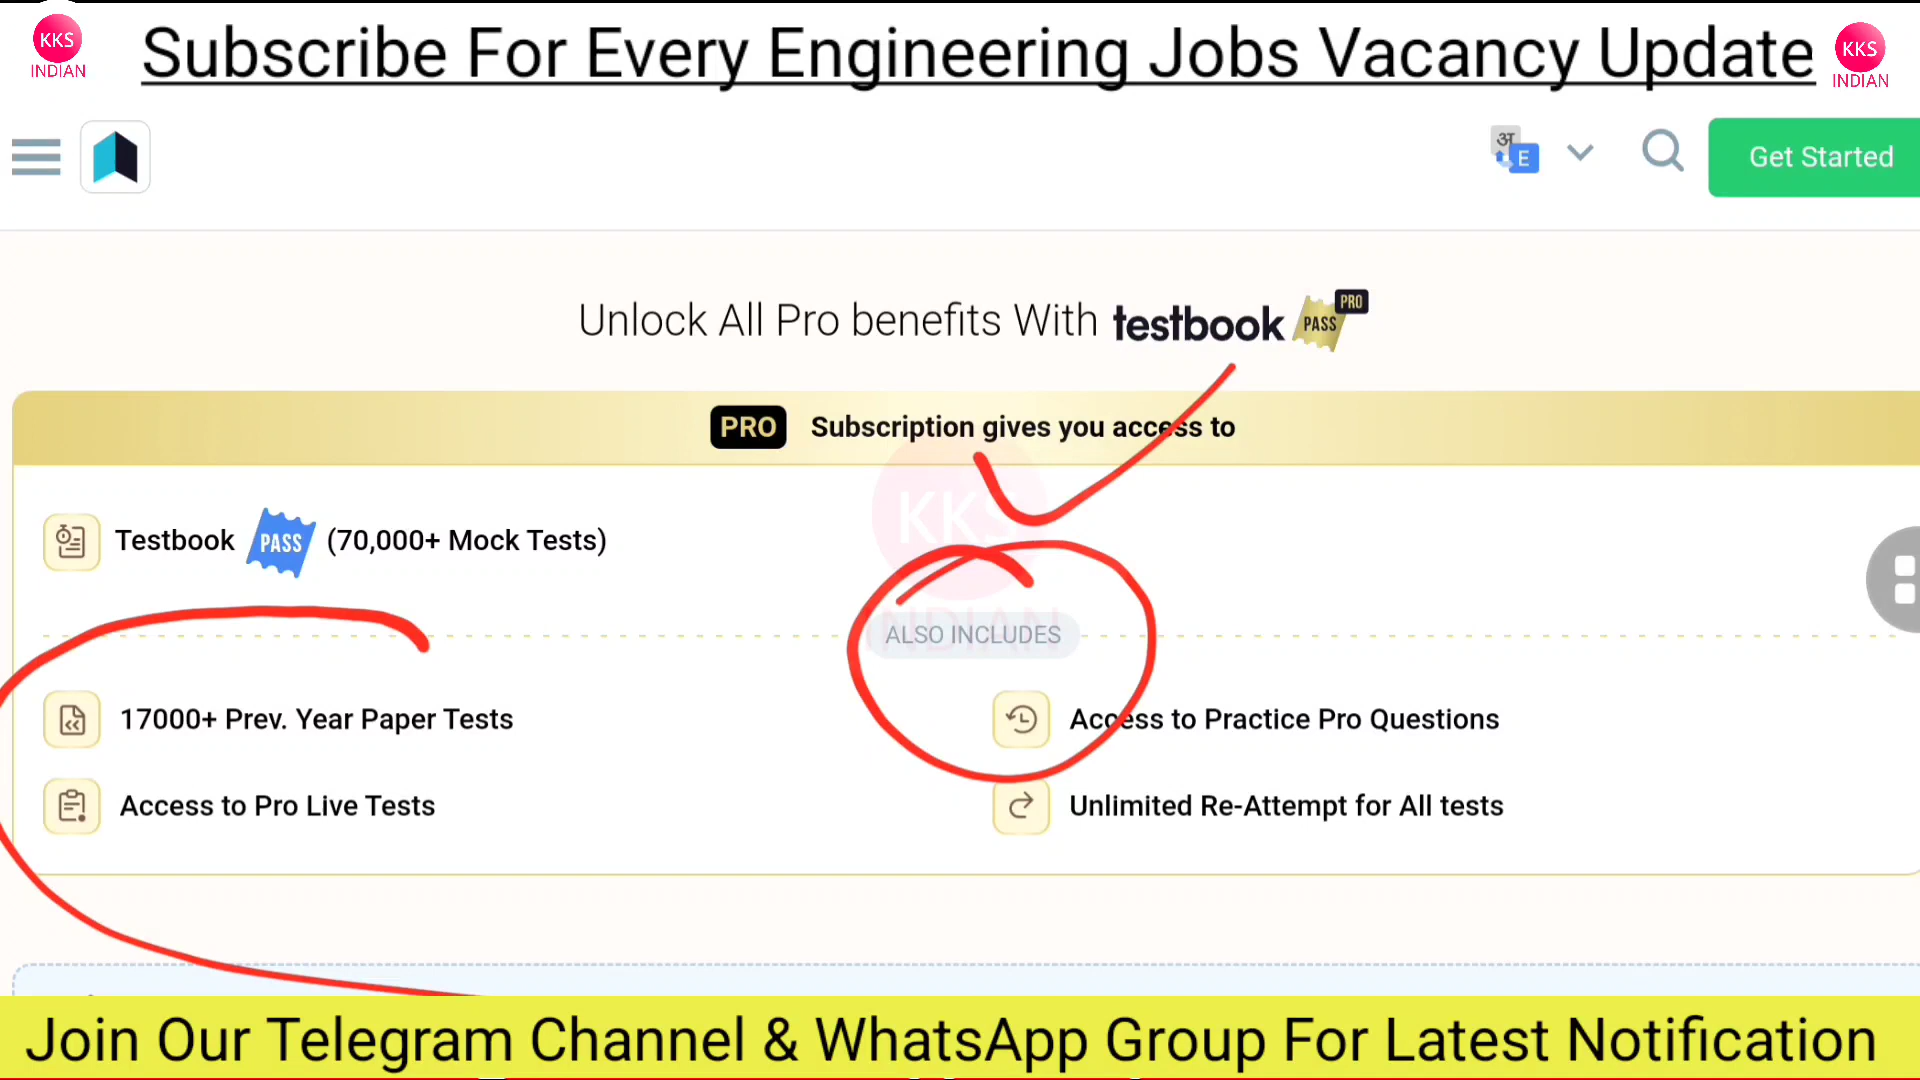 KKS
INDIAN
Subscribe For Every Engineering Jobs Vacancy Update
KKS
INDIAN
अ
E
Get Started
Unlock All Pro benefits With testbook PASS PRO
PRO Subscription gives you access to
KKS
INDIAN
Testbook PASS (70,000+ Mock Tests)
ALSO INCLUDES
17000+ Prev. Year Paper Tests
Access to Practice Pro Questions
Access to Pro Live Tests
Unlimited Re-Attempt for All tests
Join Our Telegram Channel & WhatsApp Group For Latest Notification